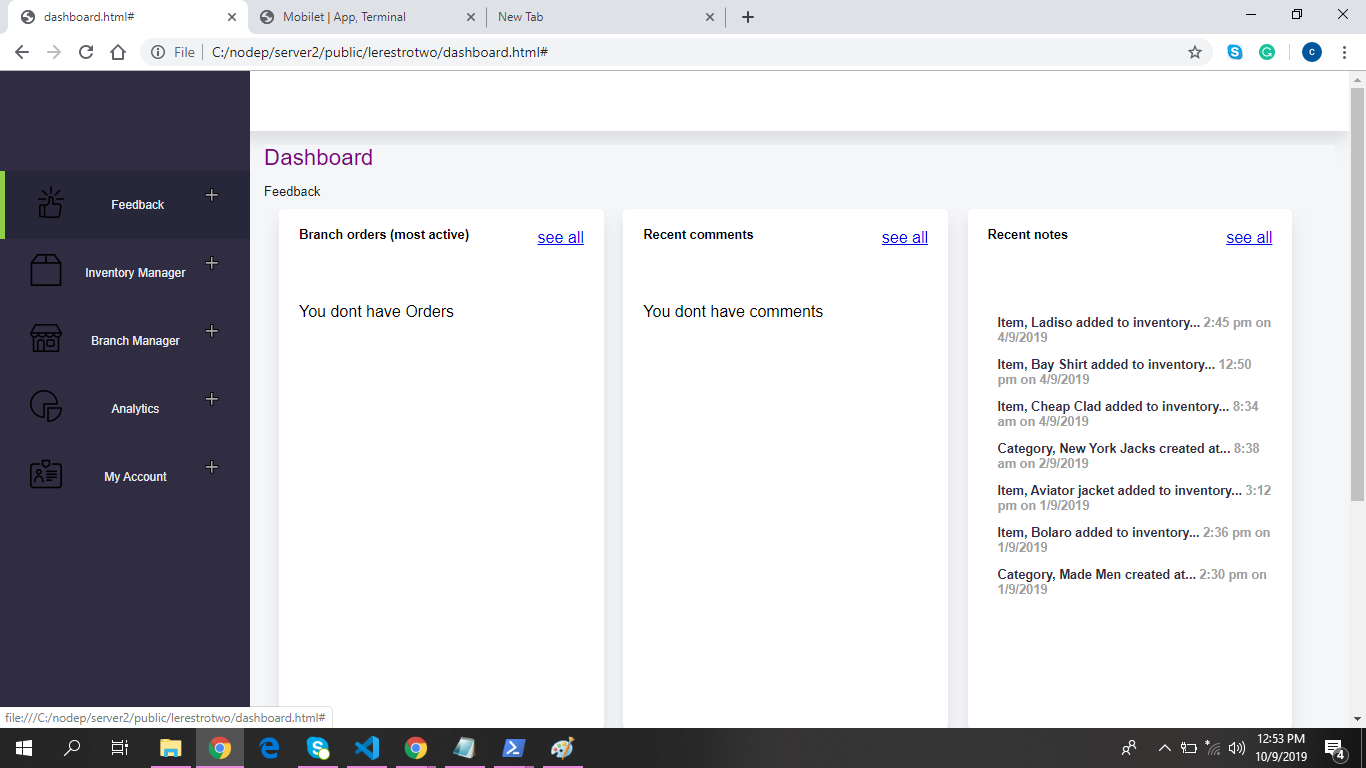 dashboard.html#
Mobilet | App, Terminal
New Tab
File
C:/nodep/server2/public/lerestrotwo/dashboard.html#
c
Feedback
Inventory Manager
Branch Manager
Analytics
My Account
Dashboard
Feedback
Branch orders (most active)
see all
You dont have Orders
Recent comments
see all
You dont have comments
Recent notes
see all
Item, Ladiso added to inventory... 2:45 pm on
4/9/2019
Item, Bay Shirt added to inventory... 12:50
pm on 4/9/2019
Item, Cheap Clad added to inventory... 8:34
am on 4/9/2019
Category, New York Jacks created at... 8:38
am on 2/9/2019
Item, Aviator jacket added to inventory... 3:12
pm on 1/9/2019
Item, Bolaro added to inventory... 2:36 pm on
1/9/2019
Category, Made Men created at... 2:30 pm on
1/9/2019
file:///C:/nodep/server2/public/lerestrotwo/dashboard.html#
12:53 PM
10/9/2019
4